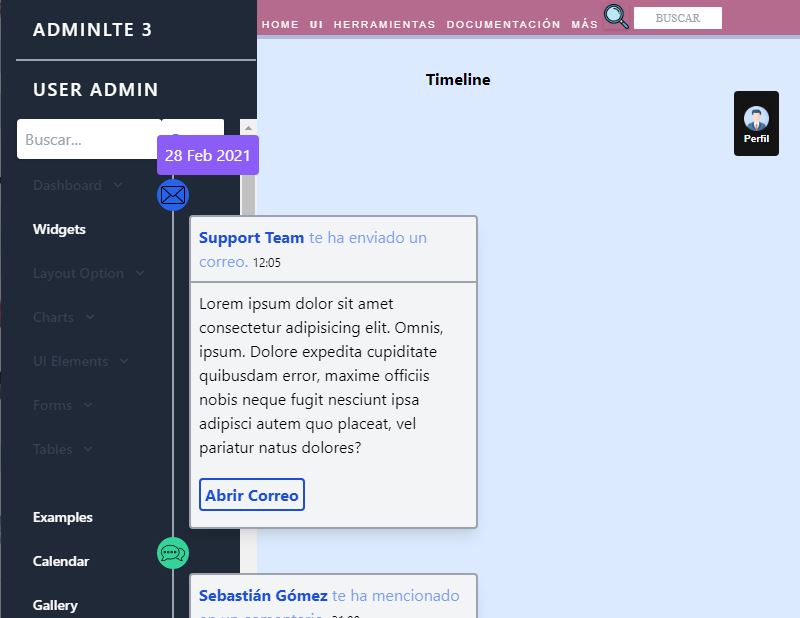 ADMINLTE 3
HOME UI HERRAMIENTAS DOCUMENTACIÓN MÁS BUSCAR
Timeline
USER ADMIN
Perfil
Buscar...
28 Feb 2021
Dashboard
Widgets
Layout Option
Charts
UI Elements
Forms
Tables
Examples
Calendar
Gallery
Support Team te ha enviado un
correo. 12:05
Lorem ipsum dolor sit amet
consectetur adipisicing elit. Omnis,
ipsum. Dolore expedita cupiditate
quibusdam error, maxime officiis
nobis neque fugit nesciunt ipsa
adipisci autem quo placeat, vel
pariatur natus dolores?
Abrir Correo
Sebastián Gómez te ha mencionado
en un comentario.